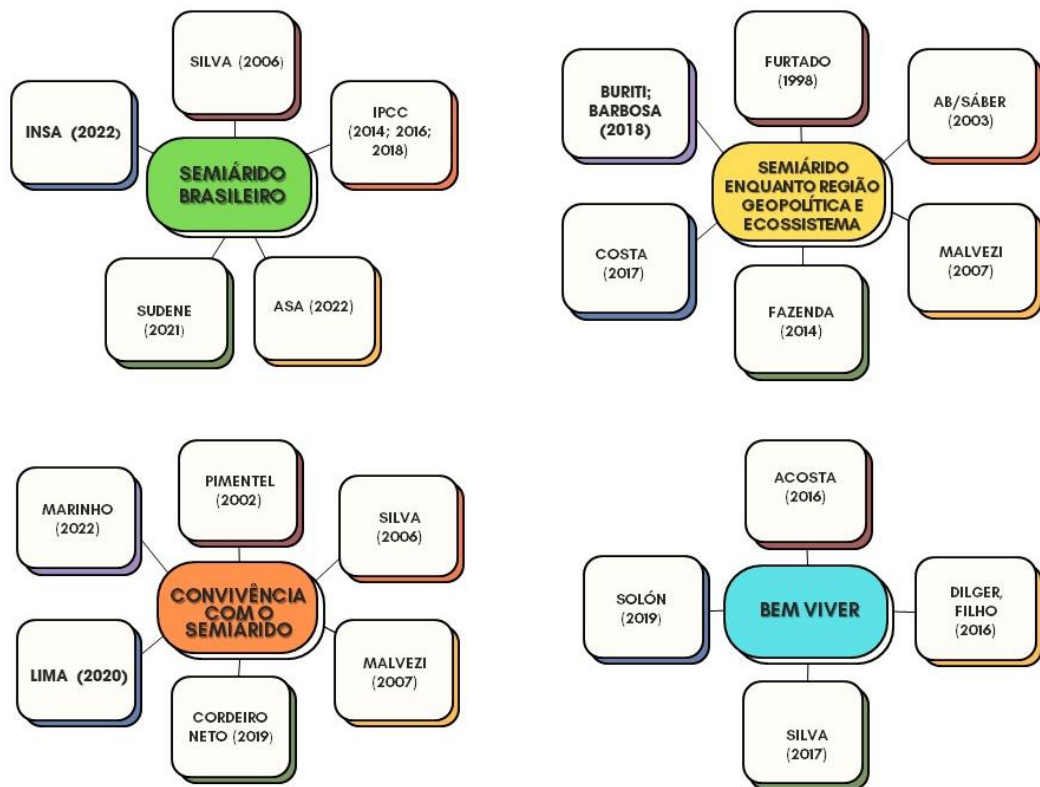 SILVA (2006)
INSA (2022)
IPCC
(2014; 2016;
2018)
SEMIÁRIDO
BRASILEIRO
SUDENE
(2021)
ASA (2022)
FURTADO
(1998)
BURITI;
BARBOSA
(2018)
AB/SÁBER
(2003)
SEMIÁRIDO
ENQUANTO REGIÃO
GEOPOLÍTICA E
ECOSSISTEMA
COSTA
(2017)
MALVEZI
(2007)
FAZENDA
(2014)
PIMENTEL
(2002)
MARINHO
(2022)
SILVA
(2006)
CONVIVÊNCIA
COM O
SEMIÁRIDO
LIMA (2020)
MALVEZI
(2007)
CORDEIRO
NETO (2019)
ACOSTA
(2016)
SOLÓN
(2019)
BEM VIVER
DILGER,
FILHO
(2016)
SILVA
(2017)